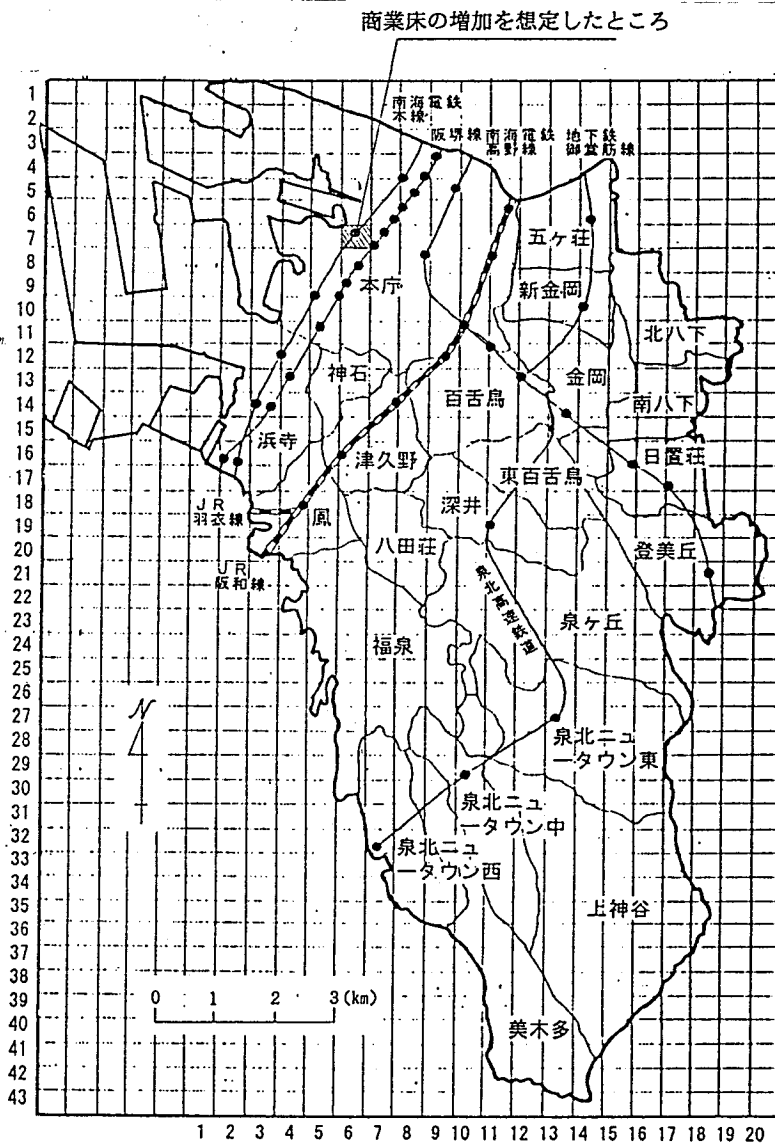 商業床の増加を想定したところ
南海電鉄
本線
阪堺線
南海電鉄
高野線
地下鉄
御堂筋線
1
2
3
4
5
6
7
8
9
10
11
12
13
14
15
16
17
18
19
20
21
22
23
24
25
26
27
28
29
30
31
32
33
34
35
36
37
38
39
40
41
42
43
五ヶ荘
新金岡
本庁
北八下
神石
金岡
百舌鳥
南八下
浜寺
日置荘
津久野
東百舌鳥
JR
羽衣線
鳳
深井
八田荘
登美丘
JR
阪和線
泉北高速鉄道
泉ヶ丘
福泉
N
泉北ニュ
ータウン東
泉北ニュ
ータウン中
泉北ニュ
ータウン西
上神谷
0 1 2 3(km)
美木多
1 2 3 4 5 6 7 8 9 10 11 12 13 14 15 16 17 18 19 20